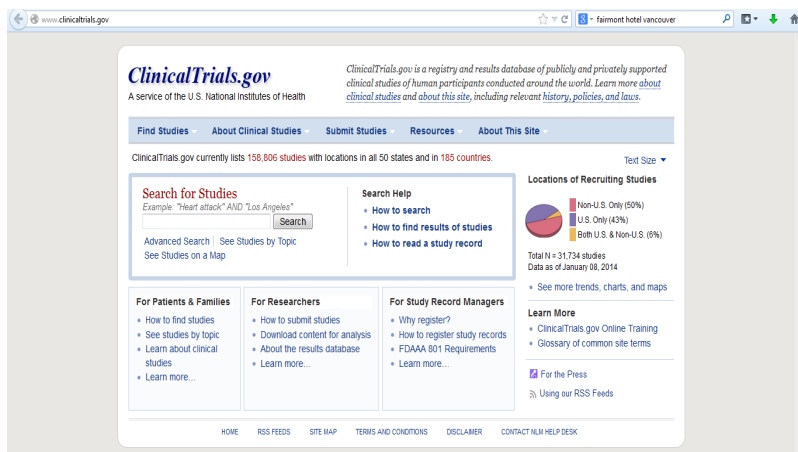 www.clinicaltrials.gov
fairmont hotel vancouver
ClinicalTrials.gov
A service of the U.S. National Institutes of Health
ClinicalTrials.gov is a registry and results database of publicly and privately supported
clinical studies of human participants conducted around the world. Learn more about
clinical studies and about this site, including relevant history, policies, and laws.
Find Studies About Clinical Studies Submit Studies Resources About This Site
ClinicalTrials.gov currently lists 158,806 studies with locations in all 50 states and in 185 countries.
Text Size
Search for Studies
Example: "Heart attack" AND "Los Angeles"
Search
Advanced Search See Studies by Topic
See Studies on a Map
Search Help
How to search
How to find results of studies
How to read a study record
Locations of Recruiting Studies
Non-U.S. Only (50%)
U.S. Only (43%)
Both U.S. & Non-U.S. (6%)
Total N = 31,734 studies
Data as of January 08, 2014
See more trends, charts, and maps
For Patients & Families
How to find studies
See studies by topic
Learn about clinical
studies
Learn more...
For Researchers
How to submit studies
Download content for analysis
About the results database
Learn more...
For Study Record Managers
Why register?
How to register study records
FDAAA 801 Requirements
Learn more...
Learn More
ClinicalTrials.gov Online Training
Glossary of common site terms
For the Press
Using our RSS Feeds
HOME RSS FEEDS SITE MAP TERMS AND CONDITIONS DISCLAIMER CONTACT NLM HELP DESK